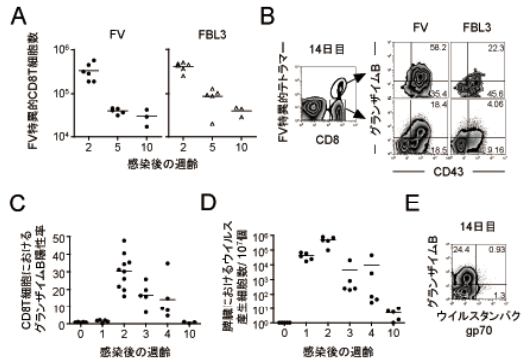 A
FV
FBL3
FV特異的CD8T細胞数
10⁶
10⁵
10⁴
2 5 10 2 5 10
感染後の週齢
B
14日目
FV特異的テトラマー
CD8
FV
FBL3
グランザイムB
58.2
35.4
22.3
45.6
18.4
18.5
4.06
9.16
CD43
C
CD8T細胞における
グランザイムB陽性率
50
40
30
20
10
0
0 1 2 3 4 10
感染後の週齢
D
脾臓におけるウイルス
産生細胞数/10⁷個
10⁶
10⁵
10⁴
10³
10²
10¹
10⁰
0 1 2 3 4 10
感染後の週齢
E
14日目
グランザイムB
24.4
0.93
1.3
ウイルスタンパク
gp70